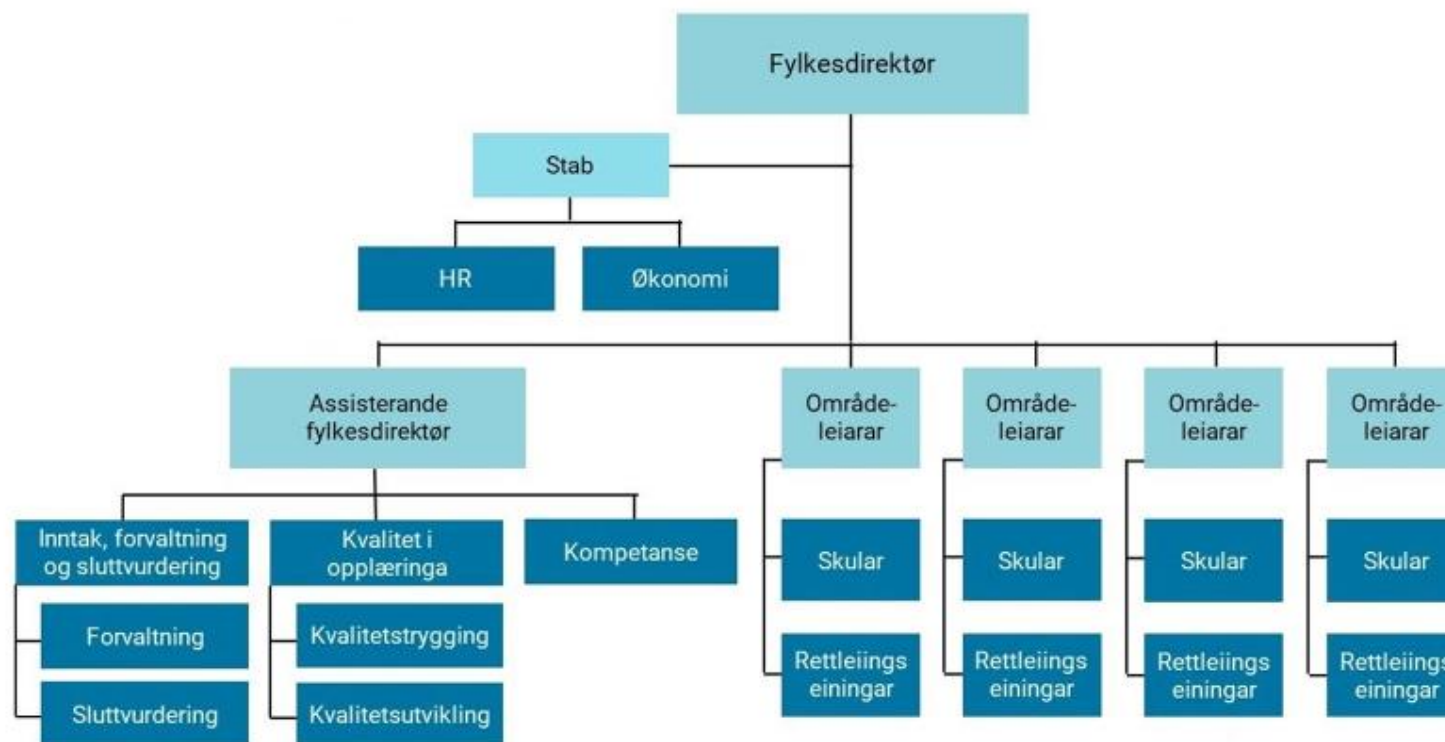 Fylkesdirektør
Stab
HR
Økonomi
Assisterande
fylkesdirektør
Område-
leiarar
Område-
leiarar
Område-
leiarar
Område-
leiarar
Inntak, forvaltning
og sluttvurdering
Kvalitet i
opplæringa
Kompetanse
Skular
Skular
Skular
Skular
Forvaltning
Kvalitetstrygging
Rettleiings
einingar
Rettleiings
einingar
Rettleiings
einingar
Rettleiings
einingar
Sluttvurdering
Kvalitetsutvikling